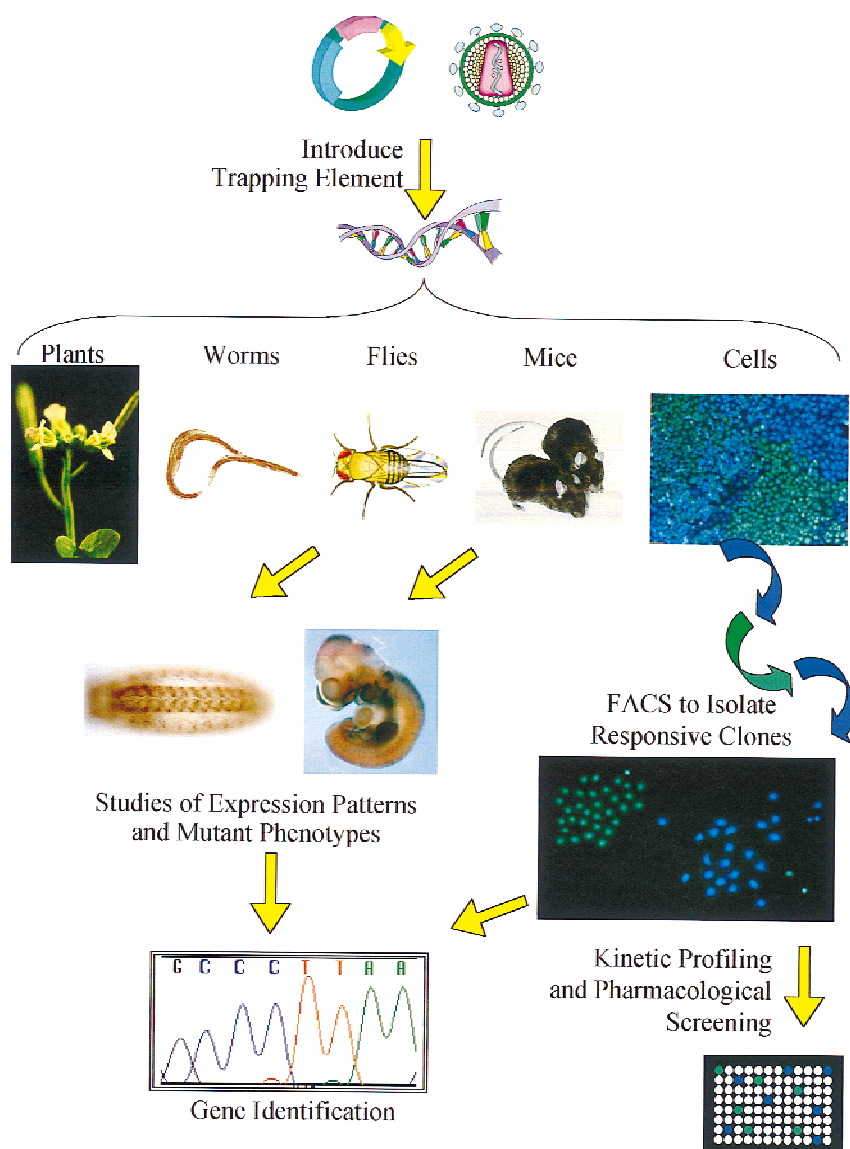 Introduce
Trapping Element
Plants
Worms
Flies
Mice
Cells
FACS to Isolate
Responsive Clones
Studies of Expression Patterns
and Mutant Phenotypes
G C C C T T A A
Kinetic Profiling
and Pharmacological
Screening
Gene Identification